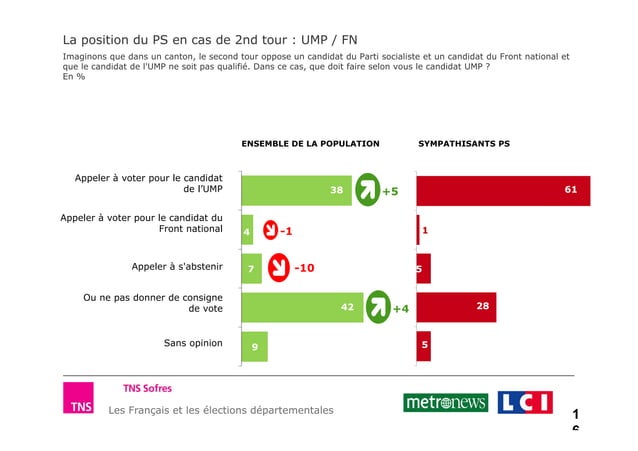 La position du PS en cas de 2nd tour : UMP / FN
Imaginons que dans un canton, le second tour oppose un candidat du Parti socialiste et un candidat du Front national et
que le candidat de l'UMP ne soit pas qualifié. Dans ce cas, que doit faire selon vous le candidat UMP ?
En %
ENSEMBLE DE LA POPULATION
SYMPATHISANTS PS
Appeler à voter pour le candidat
de l’UMP
38
+5
61
Appeler à voter pour le candidat du
Front national
4
-1
1
Appeler à s'abstenir
7
-10
5
Ou ne pas donner de consigne
de vote
42
+4
28
Sans opinion
9
5
TNS Sofres
TNS
Les Français et les élections départementales
metronews
LCI
1